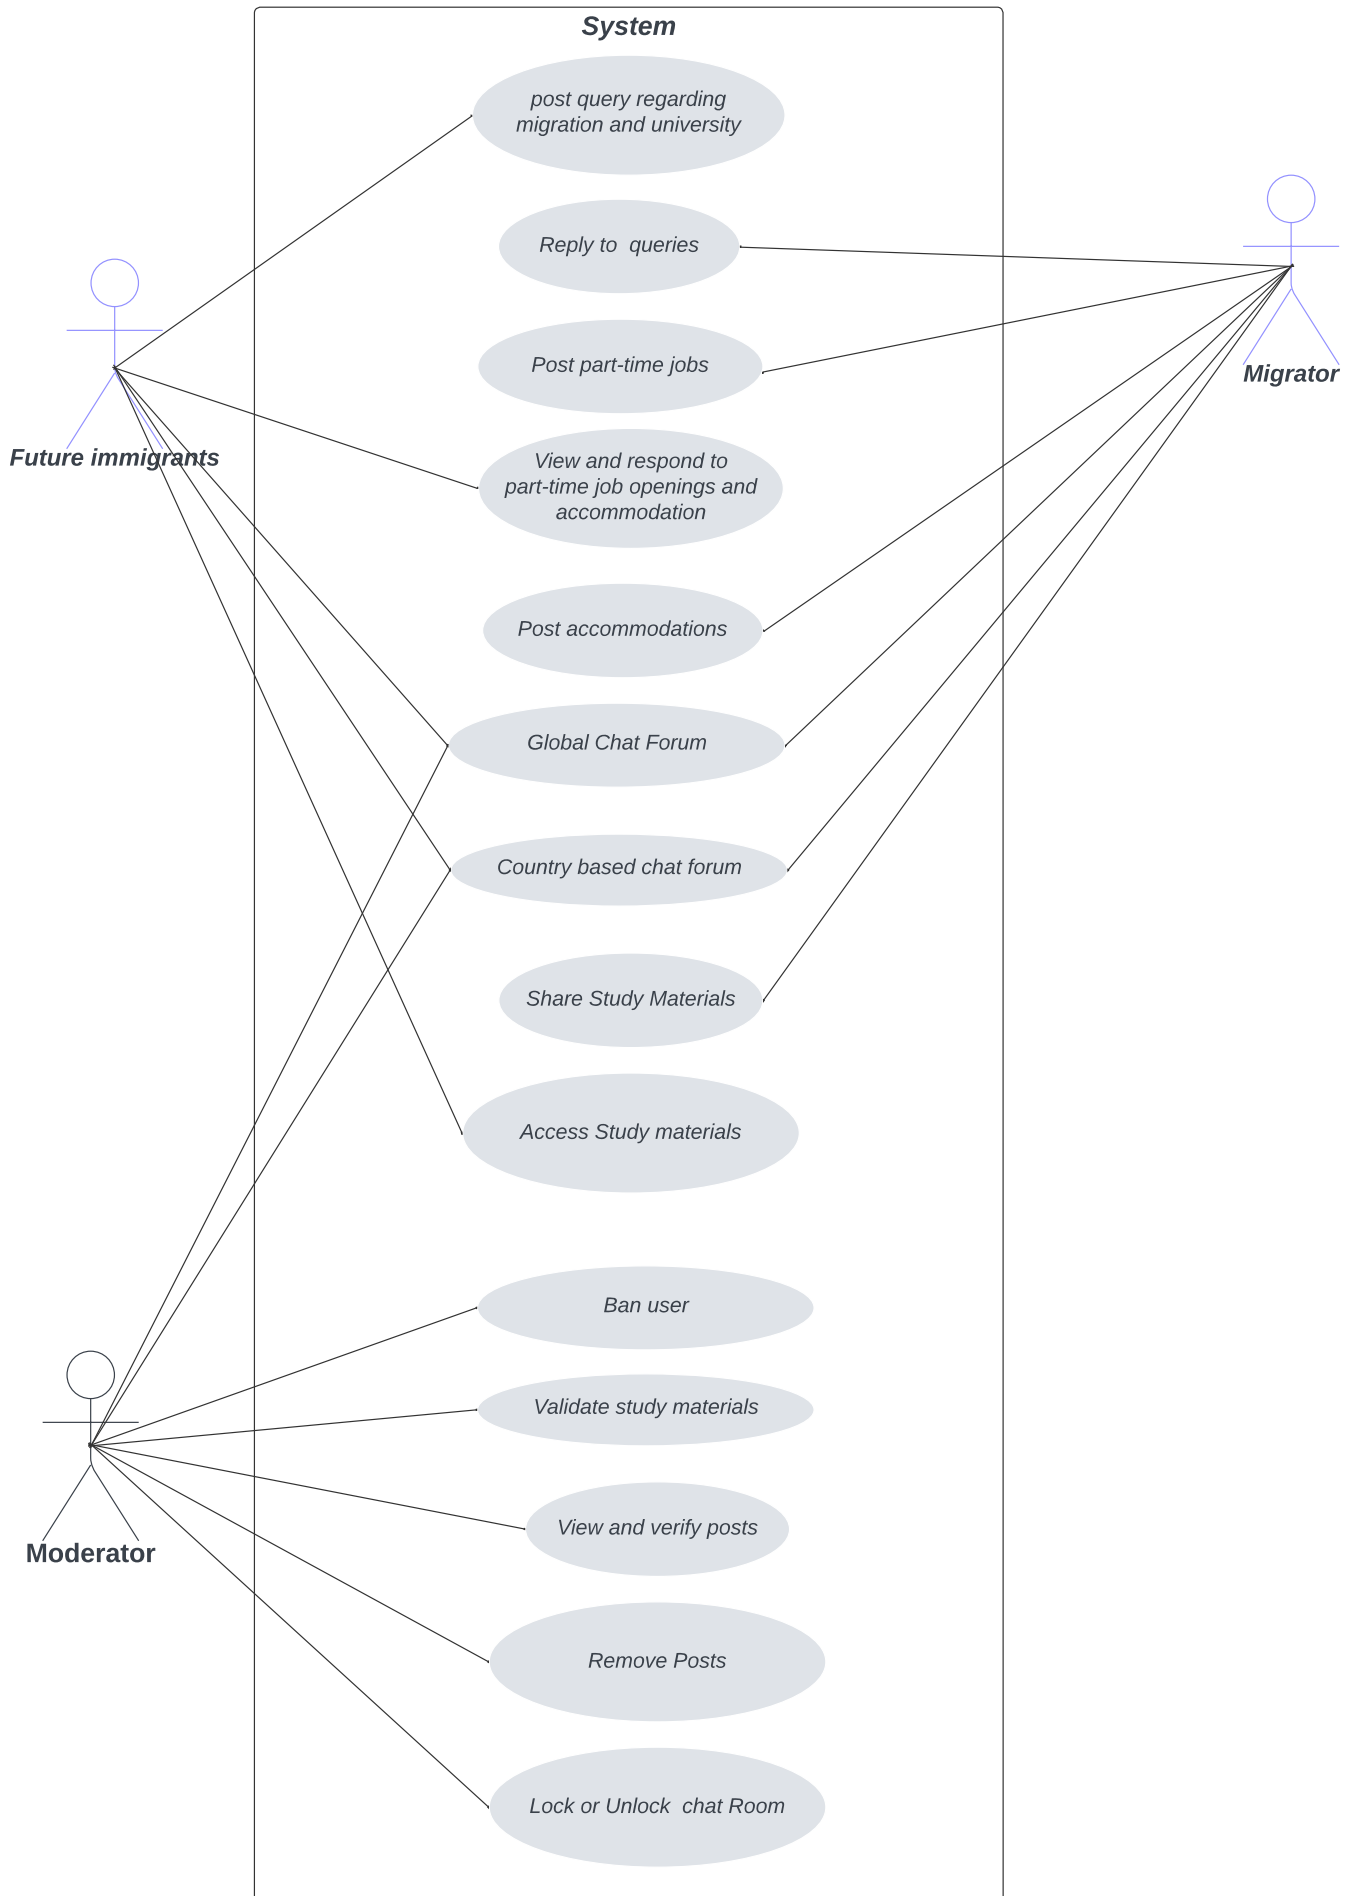 System
post query regarding
migration and university
Reply to  queries
Post part-time jobs
Migrator
Future immigrants
View and respond to
part-time job openings and
accommodation
Post accommodations
Global Chat Forum
Country based chat forum
Share Study Materials
Access Study materials
Ban user
Validate study materials
View and verify posts
Moderator
Remove Posts
Lock or Unlock  chat Room